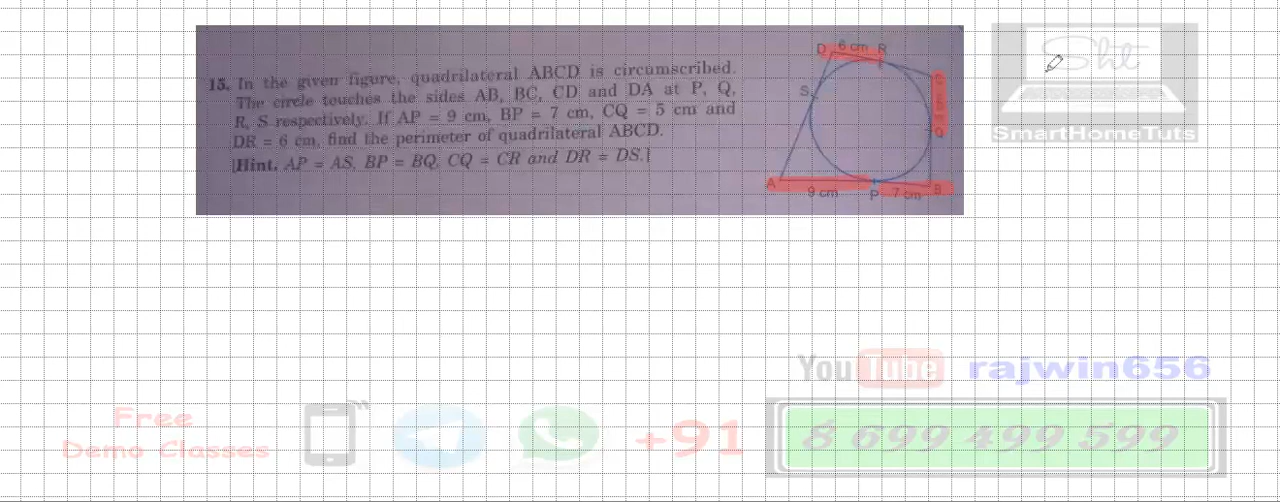 15. In the given figure, quadrilateral ABCD is circumscribed.
The circle touches the sides AB, BC, CD and DA at P, Q,
R, S respectively. If AP = 9 cm, BP = 7 cm, CQ = 5 cm and
DR = 6 cm, find the perimeter of quadrilateral ABCD.
[Hint. AP = AS, BP = BQ, CQ = CR and DR = DS.]
D 6 cm R
C
S
Q
A
9 cm P 7 cm B
Sht
SmartHomeTuts
YouTube rajwin656
Free
Demo Classes
+91 8 699 499 599